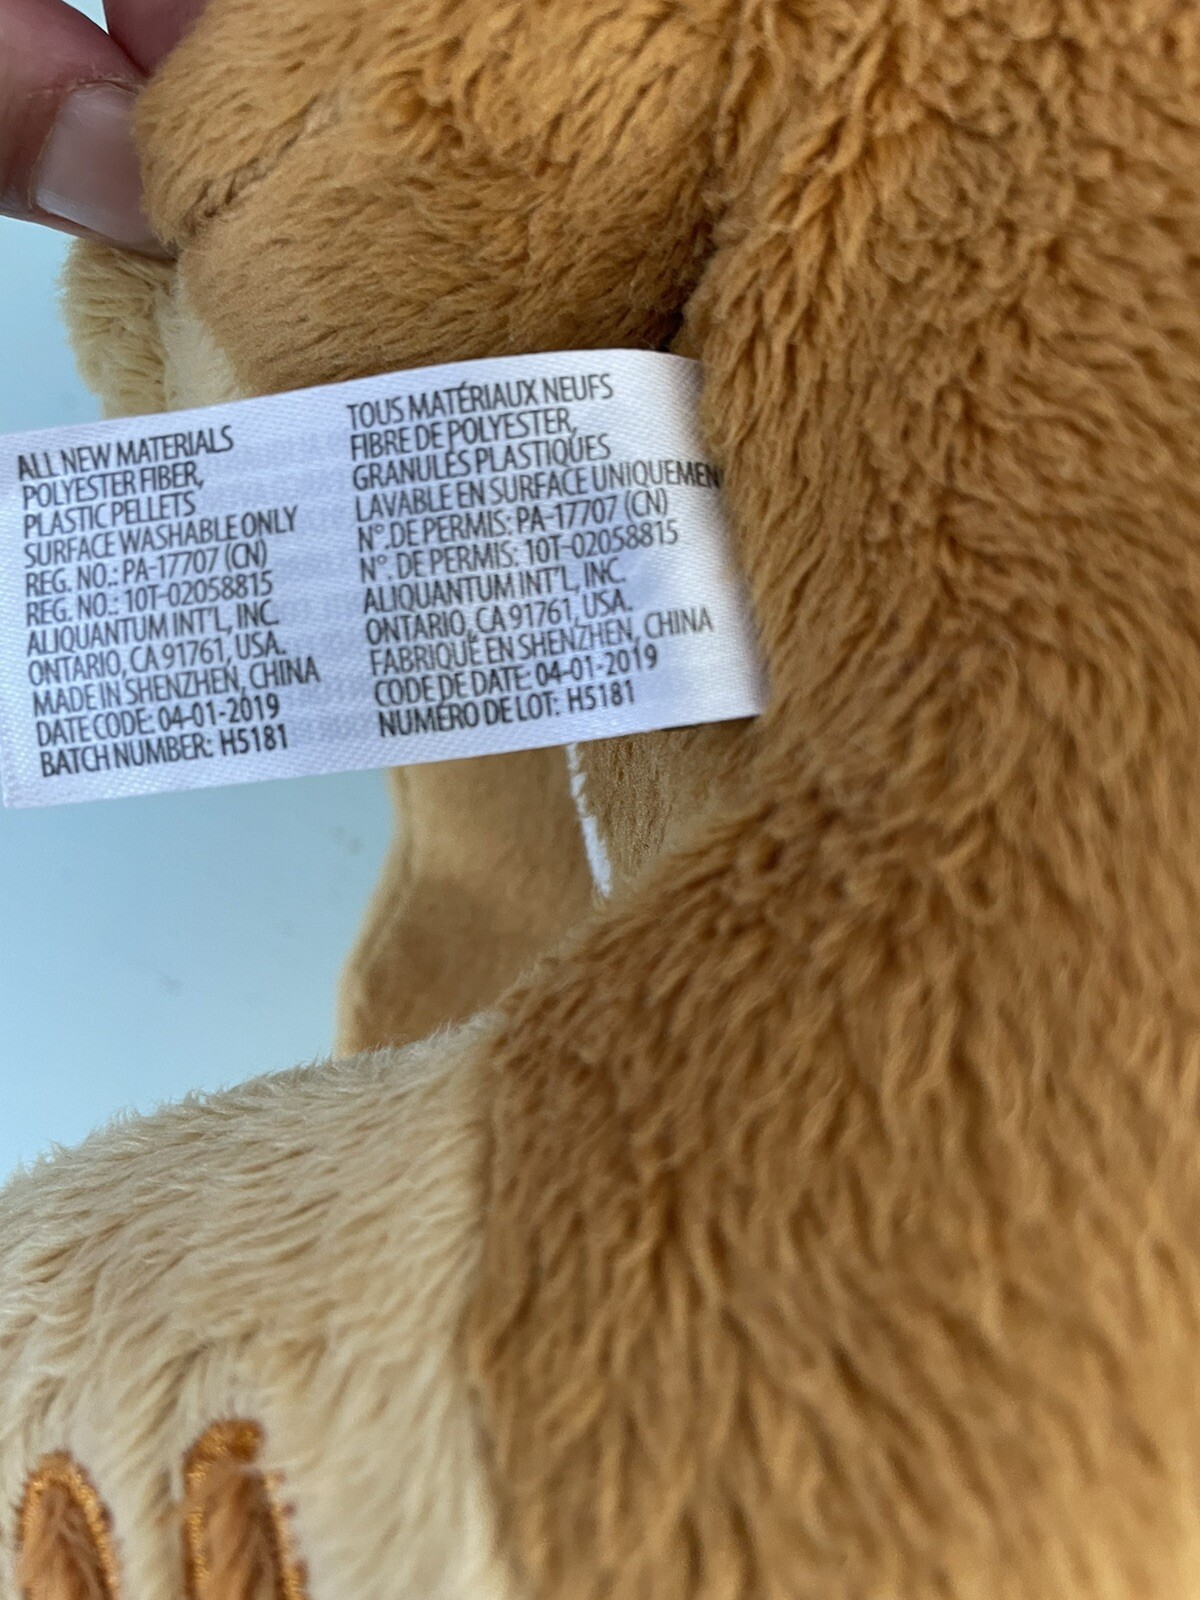 ALL NEW MATERIALS
POLYESTER FIBER,
PLASTIC PELLETS
SURFACE WASHABLE ONLY
REG. NO.: PA-17707 (CN)
REG. NO.: 10T-02058815
ALIQUANTUM INT'L, INC.
ONTARIO, CA 91761, USA.
MADE IN SHENZHEN, CHINA
DATE CODE: 04-01-2019
BATCH NUMBER: H5181
TOUS MATÉRIAUX NEUFS
FIBRE DE POLYESTER,
GRANULÉS PLASTIQUES
LAVABLE EN SURFACE UNIQUEMEN
N°. DE PERMIS: PA-17707 (CN)
N°. DE PERMIS: 10T-02058815
ALIQUANTUM INT'L, INC.
ONTARIO, CA 91761, USA.
FABRIQUÉ EN SHENZHEN, CHINA
CODE DE DATE: 04-01-2019
NUMÉRO DE LOT: H5181